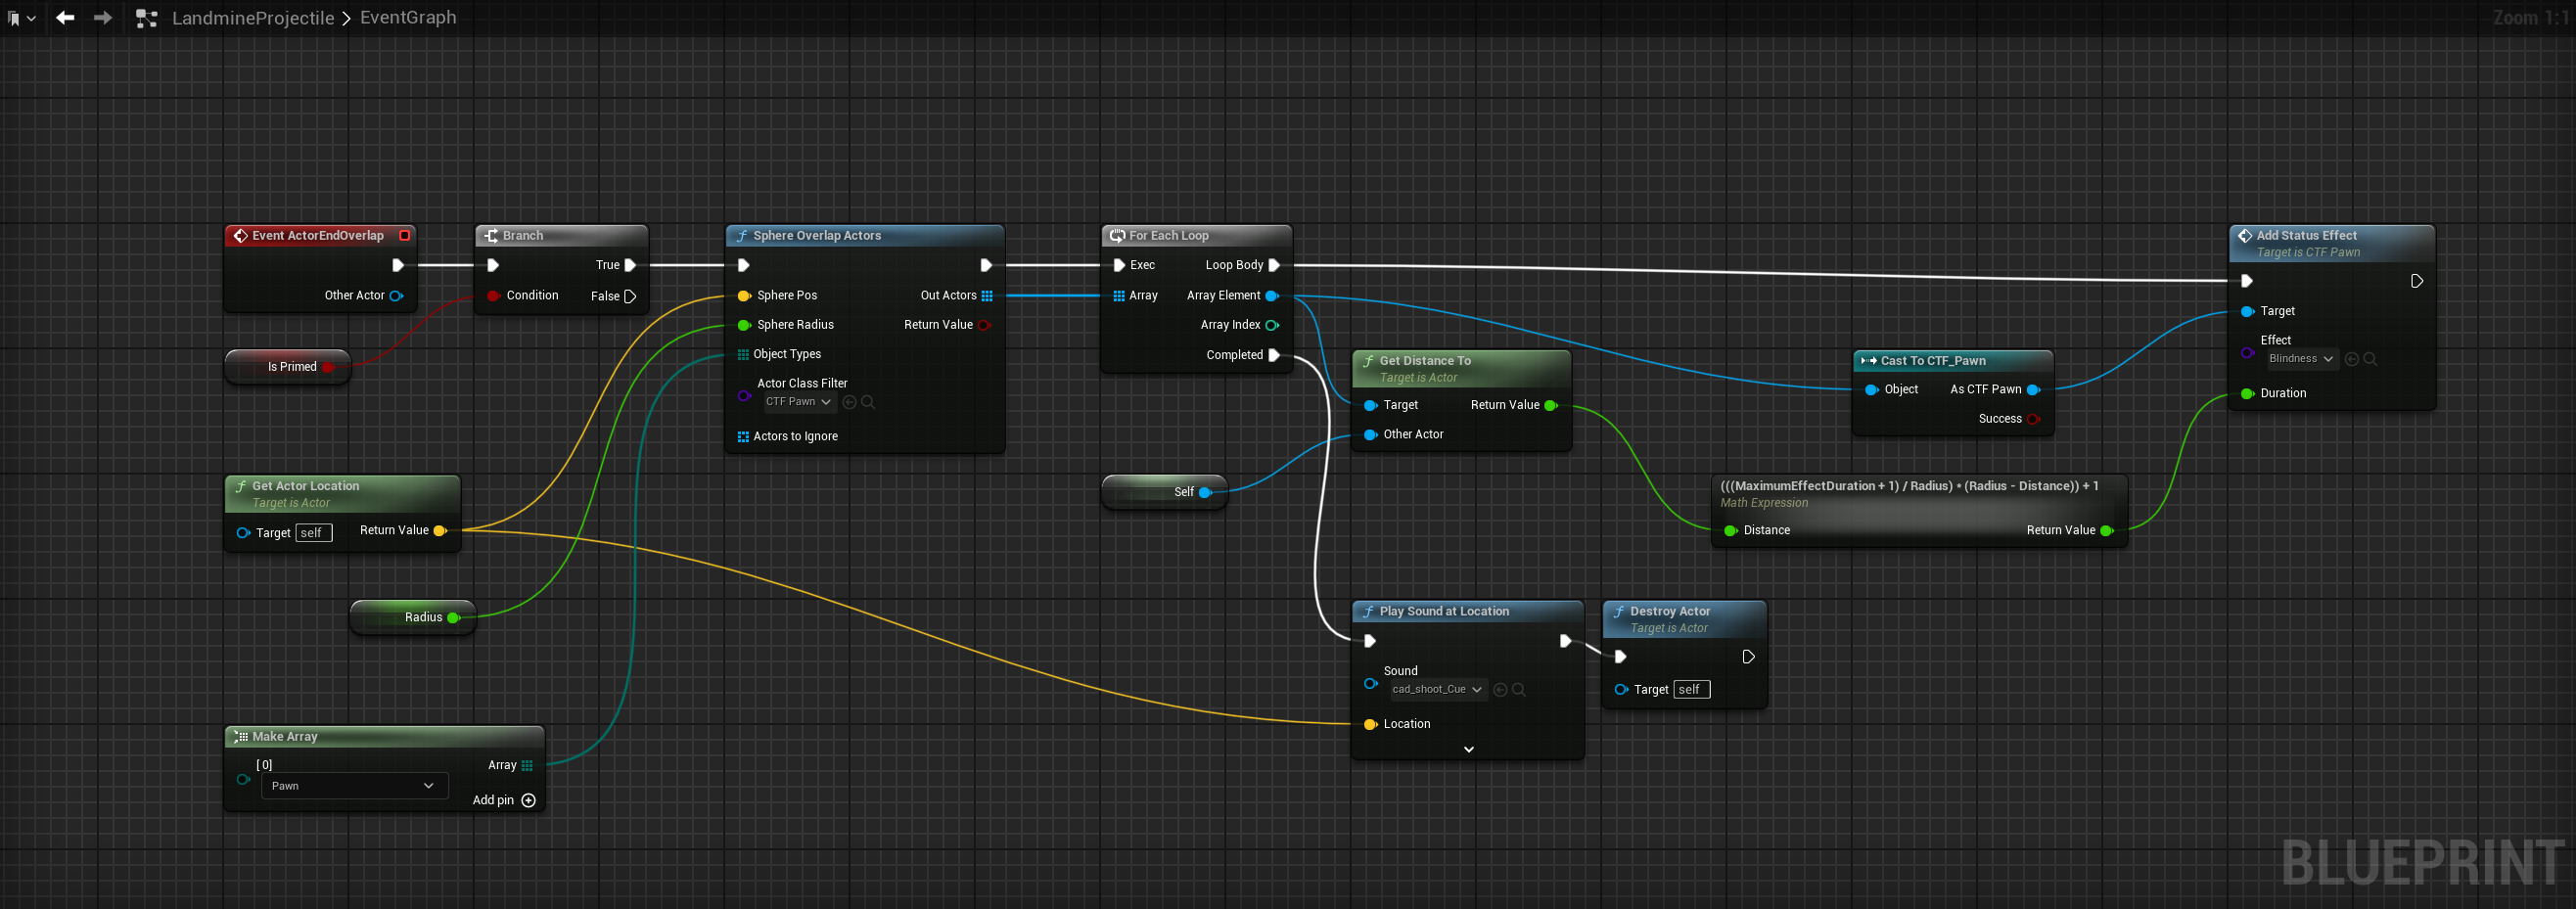 LandmineProjectile > EventGraph
Zoom 1:1
Event ActorEndOverlap
Other Actor
Is Primed
Branch
True
Condition
False
Sphere Overlap Actors
Sphere Pos
Out Actors
Sphere Radius
Return Value
Object Types
Actor Class Filter
CTF Pawn
Actors to Ignore
For Each Loop
Exec
Loop Body
Array
Array Element
Array Index
Completed
Get Distance To
Target is Actor
Target
Return Value
Other Actor
Self
Cast To CTF_Pawn
Object
As CTF Pawn
Success
Add Status Effect
Target is CTF Pawn
Target
Effect
Blindness
Duration
Get Actor Location
Target is Actor
Target self
Return Value
(((MaximumEffectDuration + 1) / Radius) * (Radius - Distance)) + 1
Math Expression
Distance
Return Value
Radius
Play Sound at Location
Sound
cad_shoot_Cue
Location
Destroy Actor
Target is Actor
Target self
Make Array
[0]
Array
Pawn
Add pin
BLUEPRINT